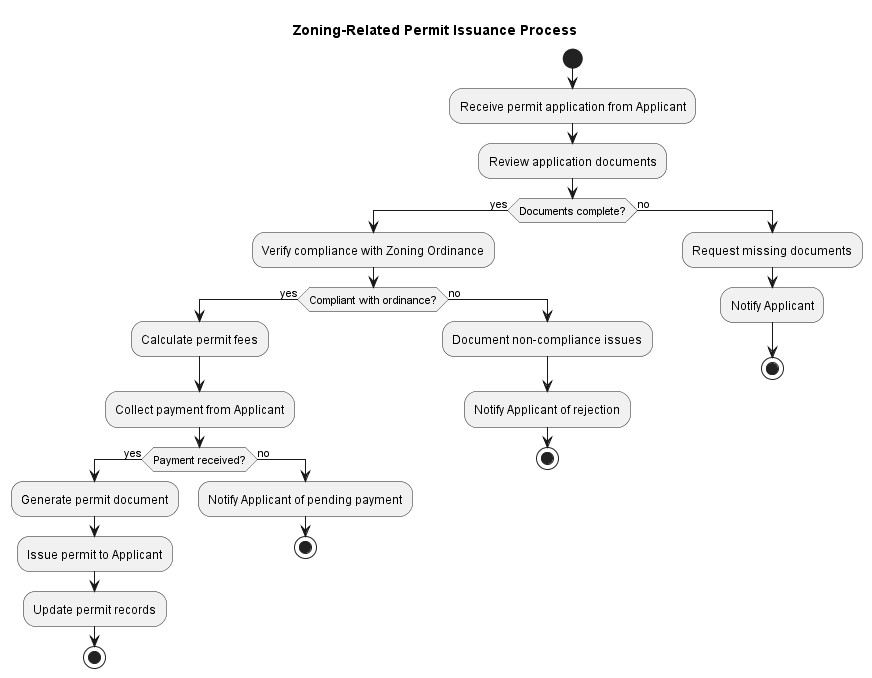 Zoning-Related Permit Issuance Process
Receive permit application from Applicant
Review application documents
yes
Documents complete?
no
Verify compliance with Zoning Ordinance
Request missing documents
yes
Compliant with ordinance?
no
Notify Applicant
Calculate permit fees
Document non-compliance issues
Collect payment from Applicant
Notify Applicant of rejection
yes
Payment received?
no
Generate permit document
Notify Applicant of pending payment
Issue permit to Applicant
Update permit records